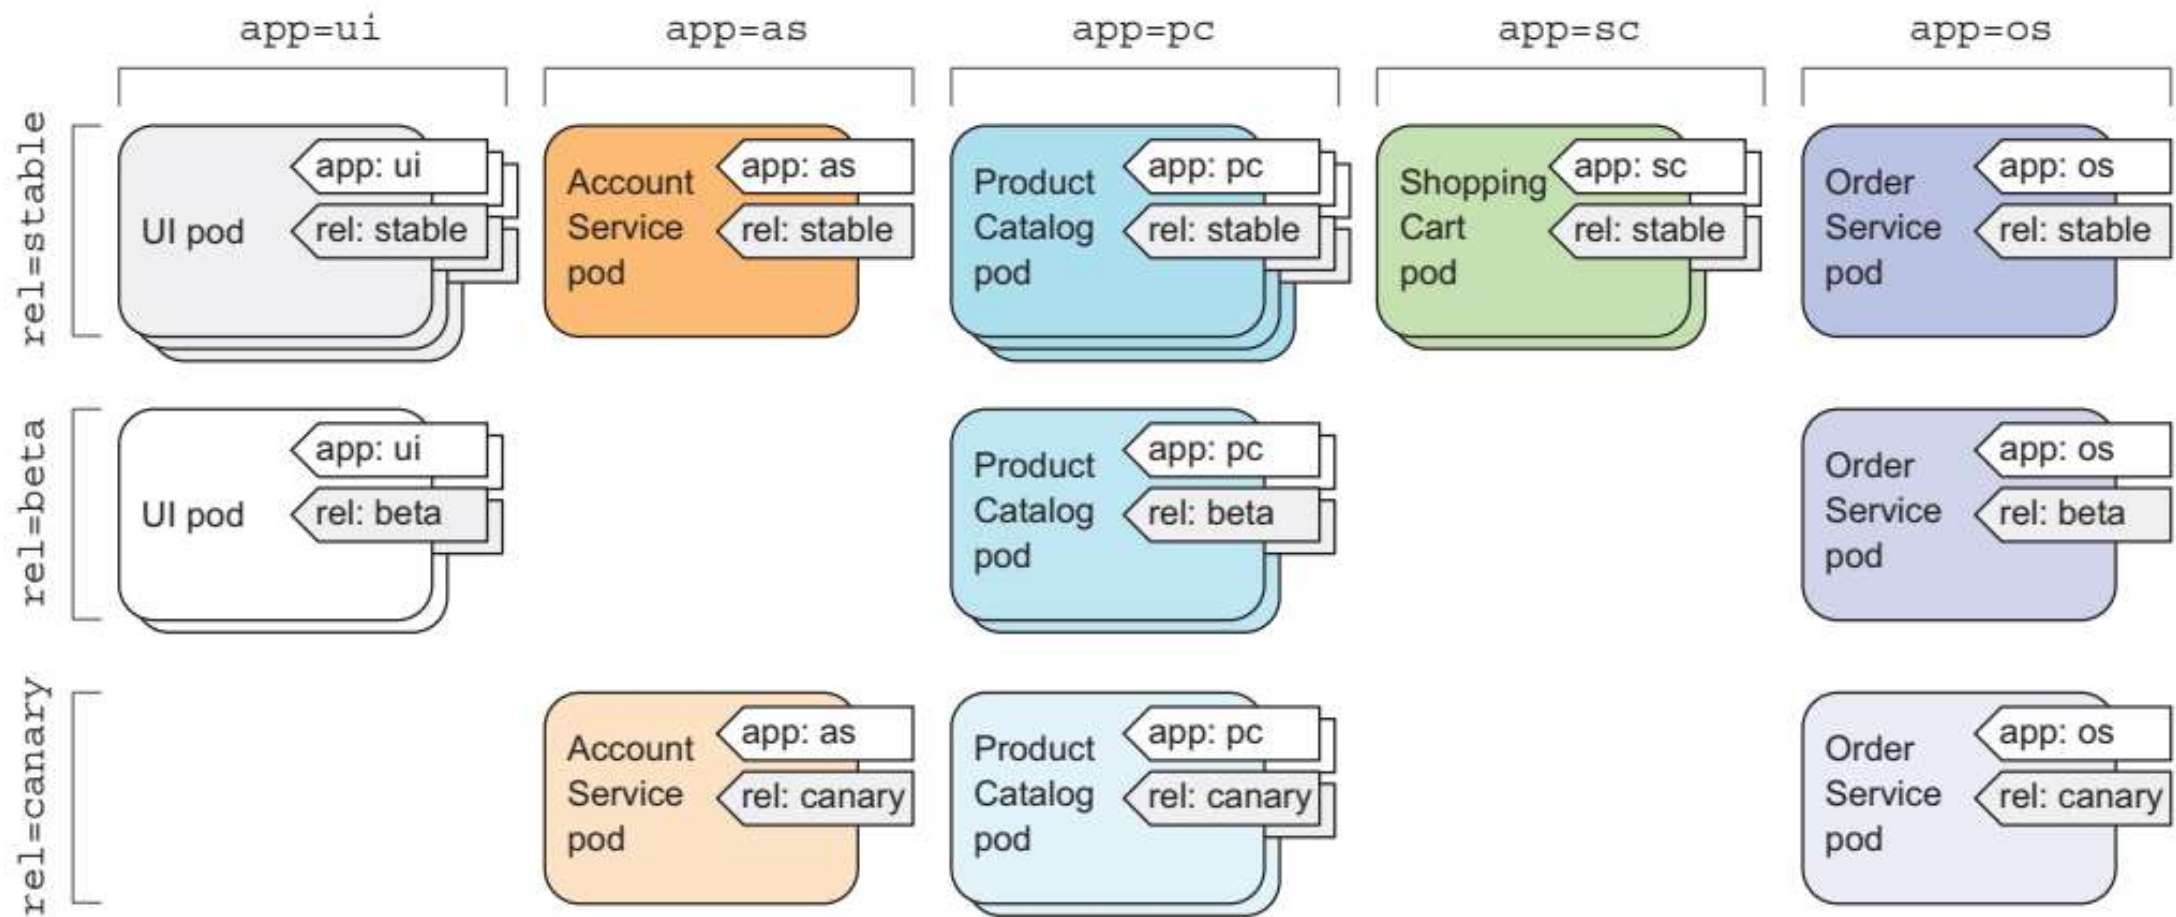 app=ui
app=as
app=pc
app=sc
app=os
rel=stable
UI pod
app: ui
rel: stable
Account
Service
pod
app: as
rel: stable
Product
Catalog
pod
app: pc
rel: stable
Shopping
Cart
pod
app: sc
rel: stable
Order
Service
pod
app: os
rel: stable
rel=beta
UI pod
app: ui
rel: beta
Product
Catalog
pod
app: pc
rel: beta
Order
Service
pod
app: os
rel: beta
rel=canary
Account
Service
pod
app: as
rel: canary
Product
Catalog
pod
app: pc
rel: canary
Order
Service
pod
app: os
rel: canary